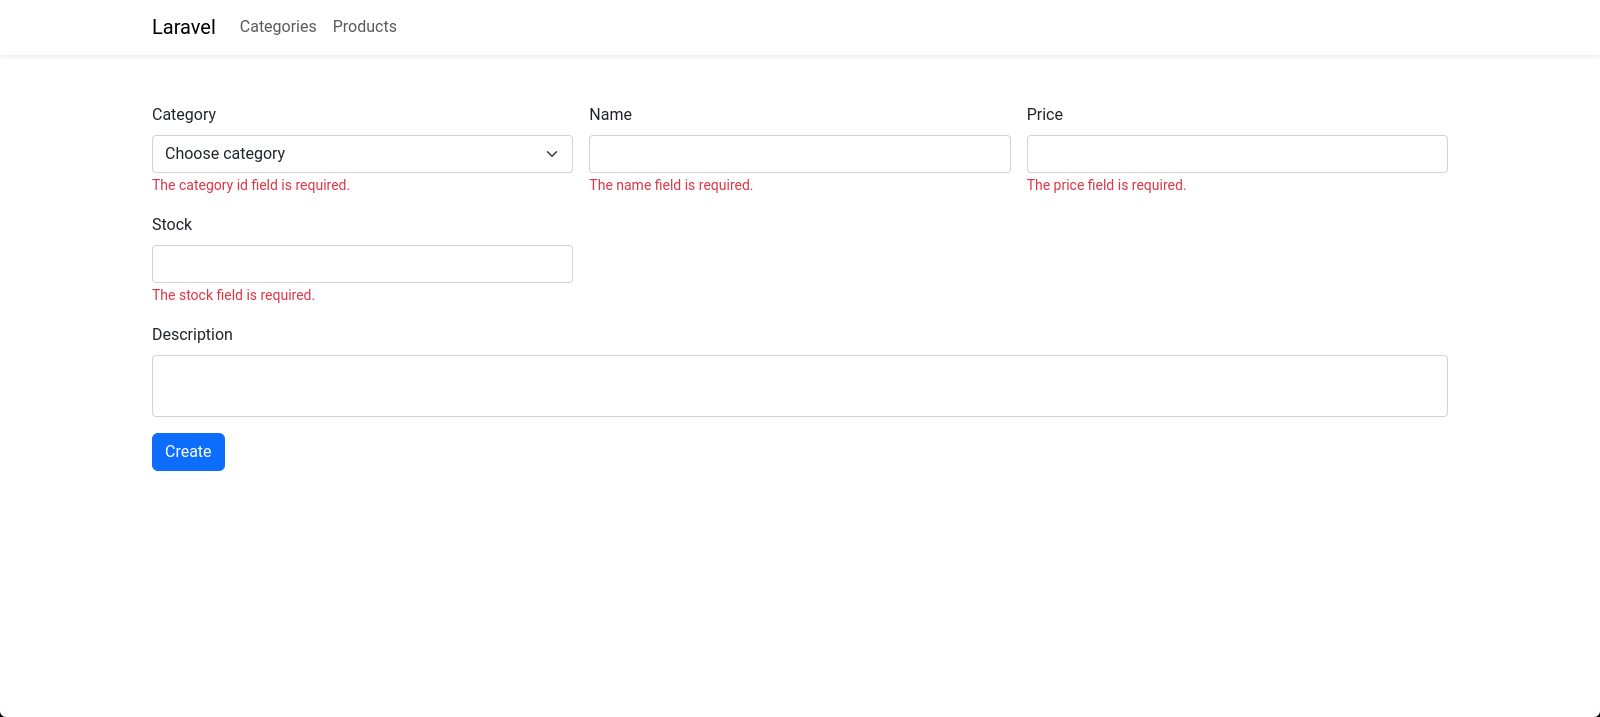 Laravel Categories Products
Category Name Price
Choose category
The category id field is required. The name field is required. The price field is required.
Stock
The stock field is required.
Description
Create